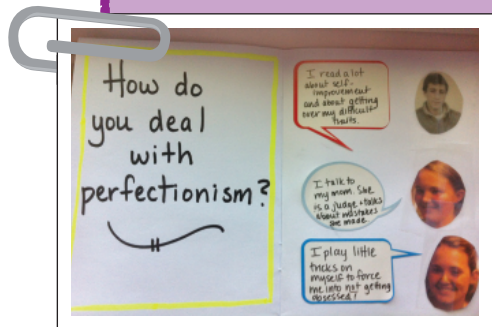 How do
you deal
with
perfectionism?
I read a lot
about self-
improvement
and about getting
over my difficult
traits.
I talk to
my mom. She
is a judge + talks
about mistakes
she made.
I play little
tricks on
myself to force
me into not getting
obsessed!